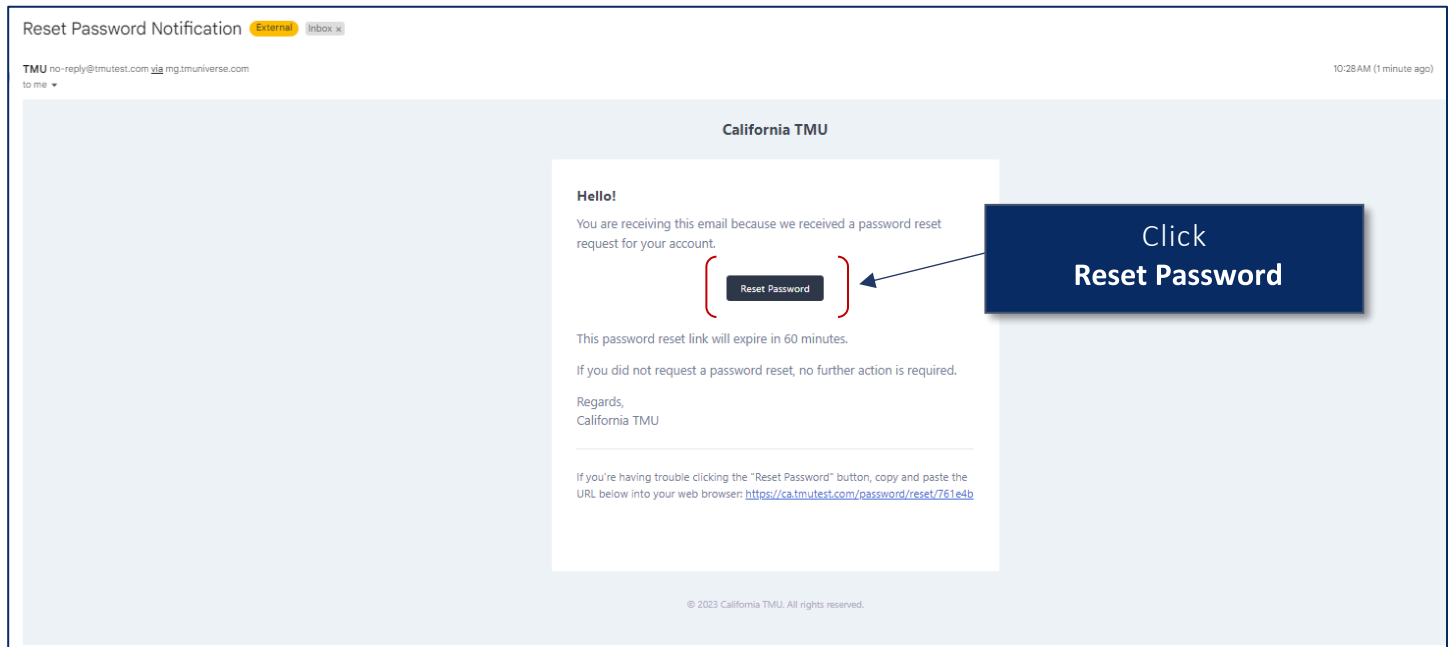 Reset Password Notification External Inbox x
TMU no-reply@tmutest.com via mg.tmuniverse.com
10:28AM (1 minute ago)
to me
California TMU
Hello!
You are receiving this email because we received a password reset
request for your account.
Click
Reset Password
Reset Password
This password reset link will expire in 60 minutes.
If you did not request a password reset, no further action is required.
Regards,
California TMU
If you're having trouble clicking the "Reset Password" button, copy and paste the
URL below into your web browser: https://ca.tmutest.com/password/reset/761e4b
© 2023 California TMU. All rights reserved.